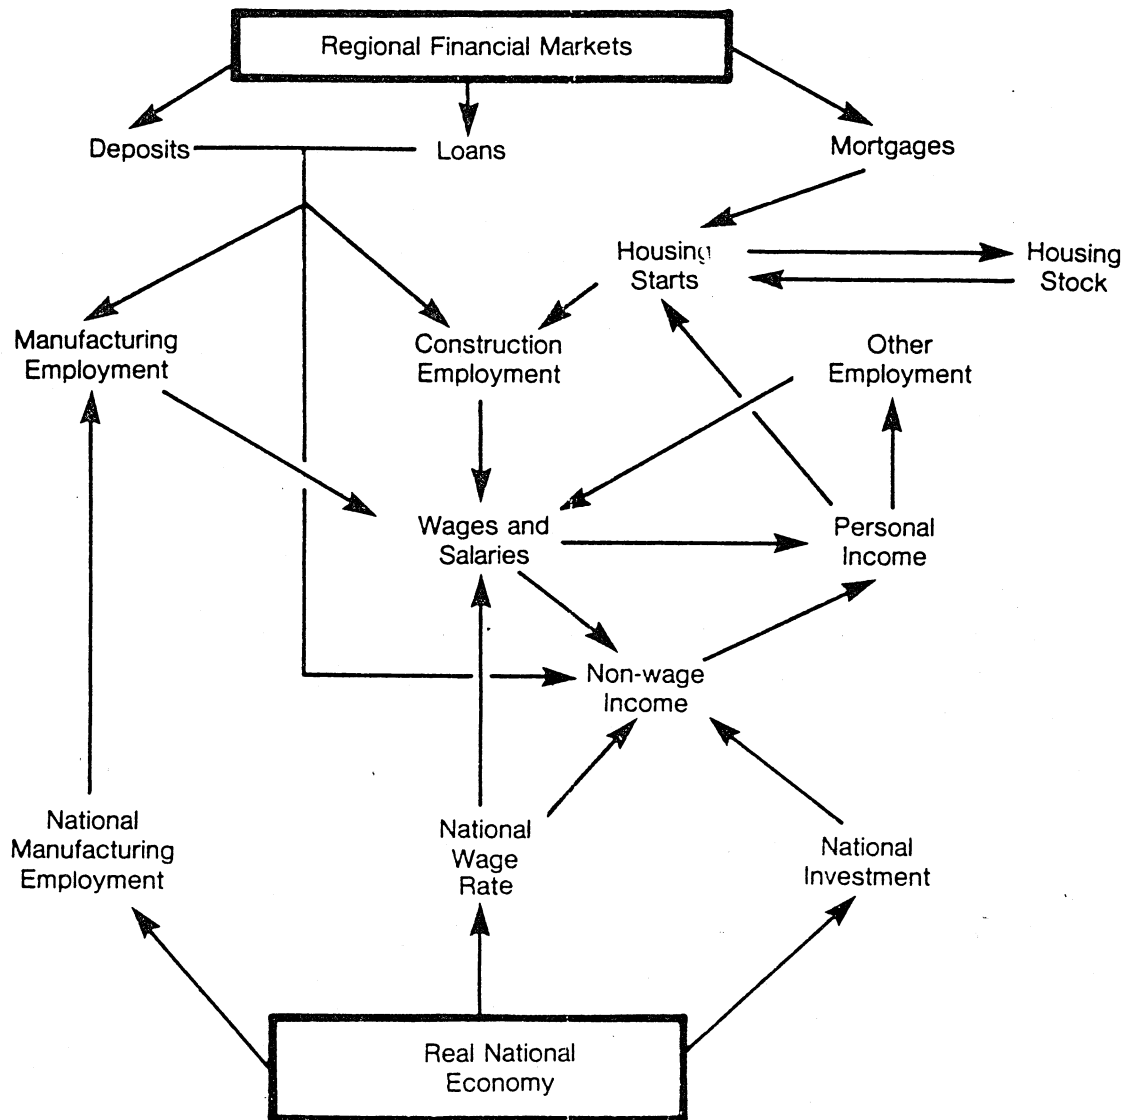 Regional Financial Markets
Deposits
Loans
Mortgages
Housing
Starts
Housing
Stock
Manufacturing
Employment
Construction
Employment
Other
Employment
Wages and
Salaries
Personal
Income
Non-wage
Income
National
Manufacturing
Employment
National
Wage
Rate
National
Investment
Real National
Economy